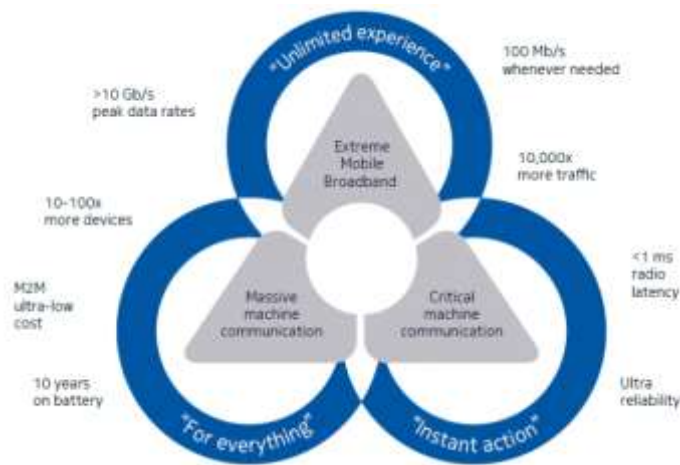 "Unlimited experience"
100 Mb/s
whenever needed
>10 Gb/s
peak data rates
Extreme
Mobile
Broadband
10,000x
more traffic
10-100x
more devices
<1 ms
radio
latency
M2M
ultra-low
cost
Massive
machine
communication
Critical
machine
communication
10 years
on battery
Ultra
reliability
"For everything"
"Instant action"